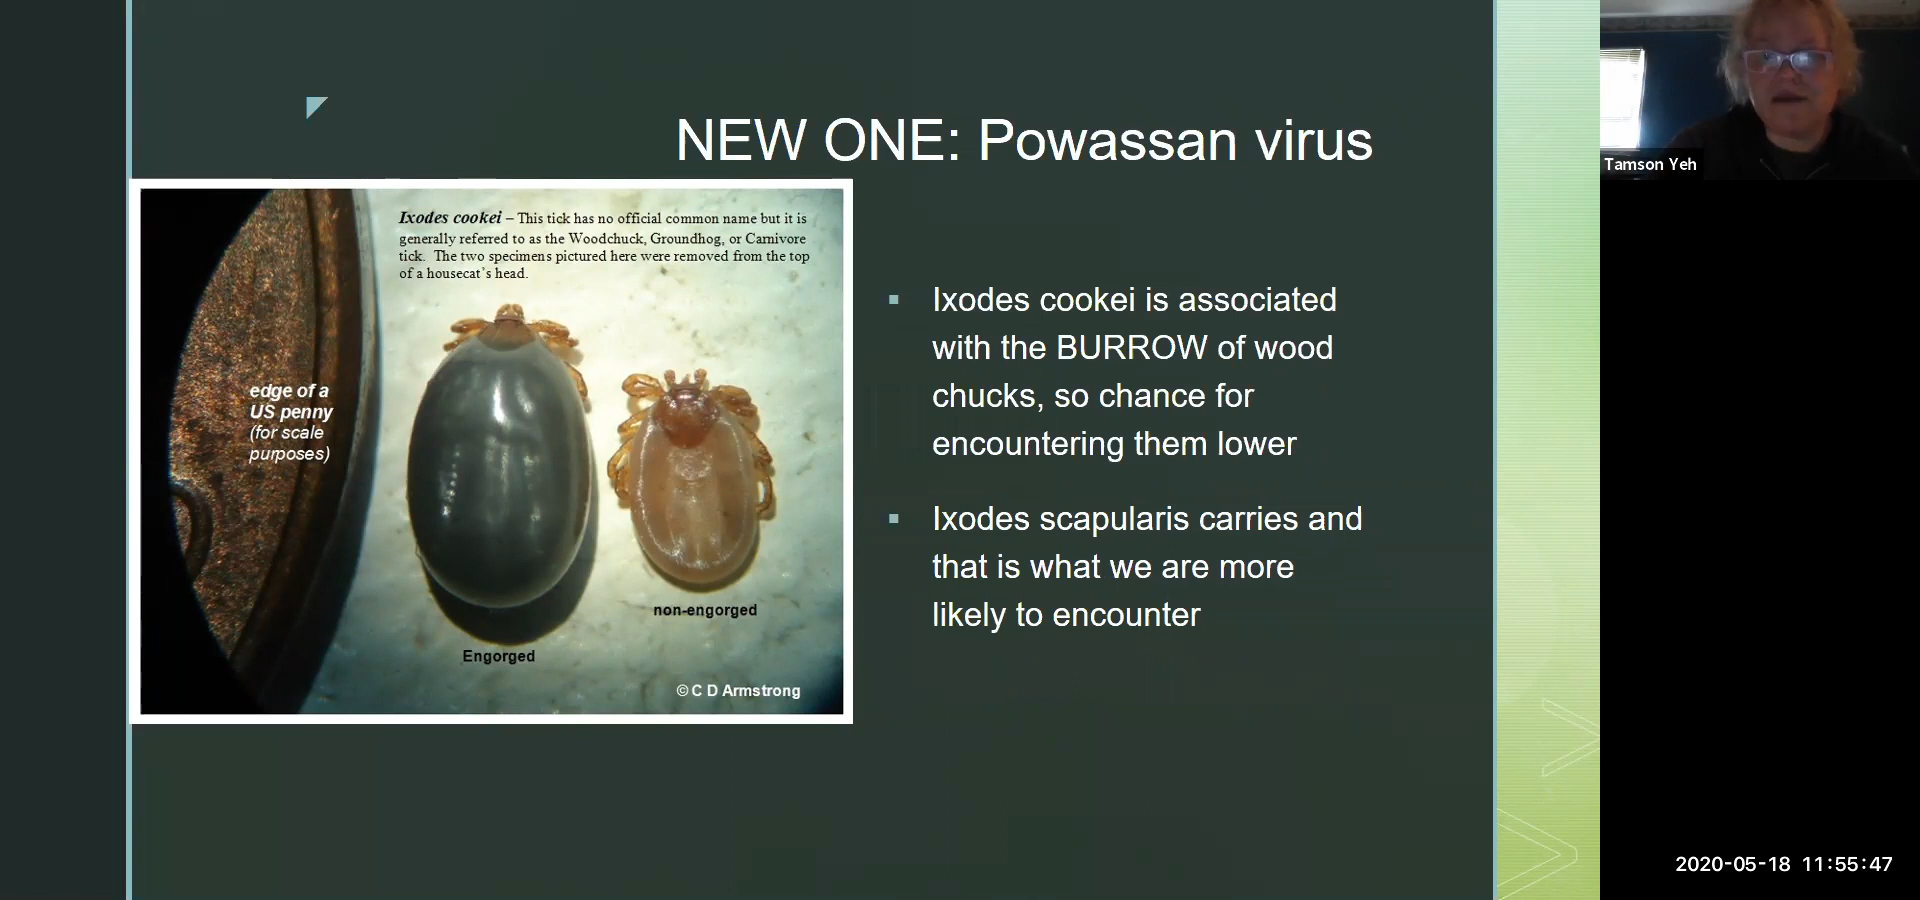 NEW ONE: Powassan virus
Ixodes cookei – This tick has no official common name but it is
generally referred to as the Woodchuck, Groundhog, or Carnivore
tick. The two specimens pictured here were removed from the top
of a housecat's head.
edge of a
US penny
(for scale
purposes)
non-engorged
Engorged
© C D Armstrong
Ixodes cookei is associated
with the BURROW of wood
chucks, so chance for
encountering them lower
Ixodes scapularis carries and
that is what we are more
likely to encounter
Tamson Yeh
2020-05-18 11:55:47